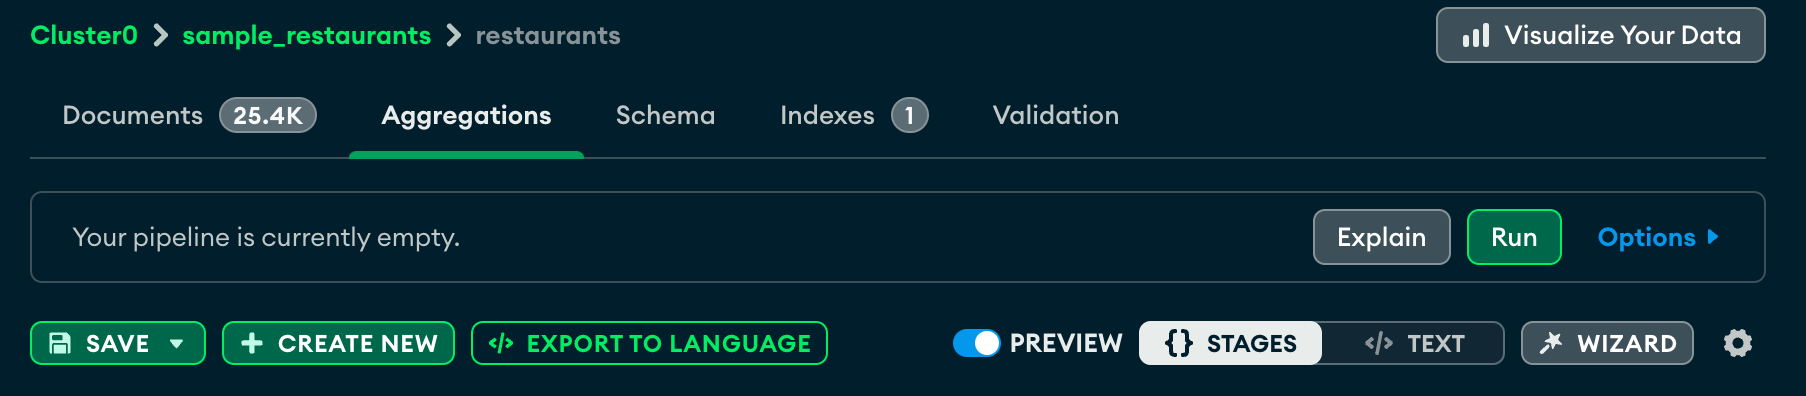 Cluster0 > sample_restaurants > restaurants Visualize Your Data
Documents 25.4K Aggregations Schema Indexes 1 Validation
Your pipeline is currently empty. Explain Run Options
SAVE + CREATE NEW </> EXPORT TO LANGUAGE PREVIEW {} STAGES </> TEXT WIZARD